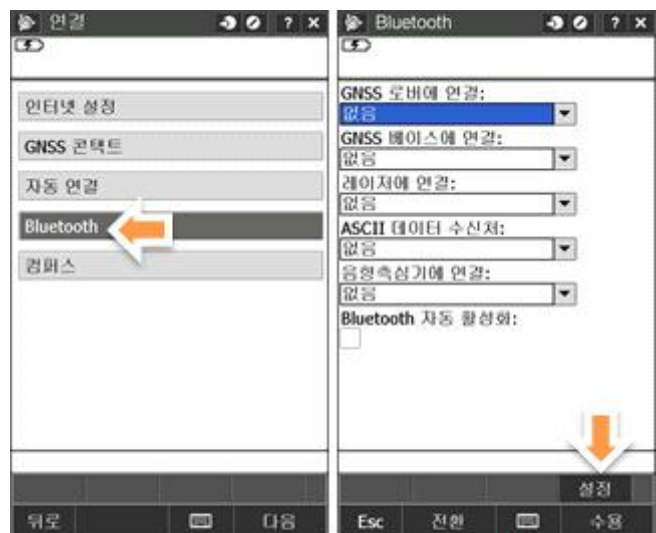 연결
? ×
인터넷 설정
GNSS 콘택트
자동 연결
Bluetooth
컴퍼스
뒤로
다음
Bluetooth
? ×
GNSS 로버에 연결:
없음
GNSS 베이스에 연결:
없음
레이저에 연결:
없음
ASCII 데이터 수신처:
없음
음향측심기에 연결:
없음
Bluetooth 자동 활성화:
설정
Esc 전환 수용